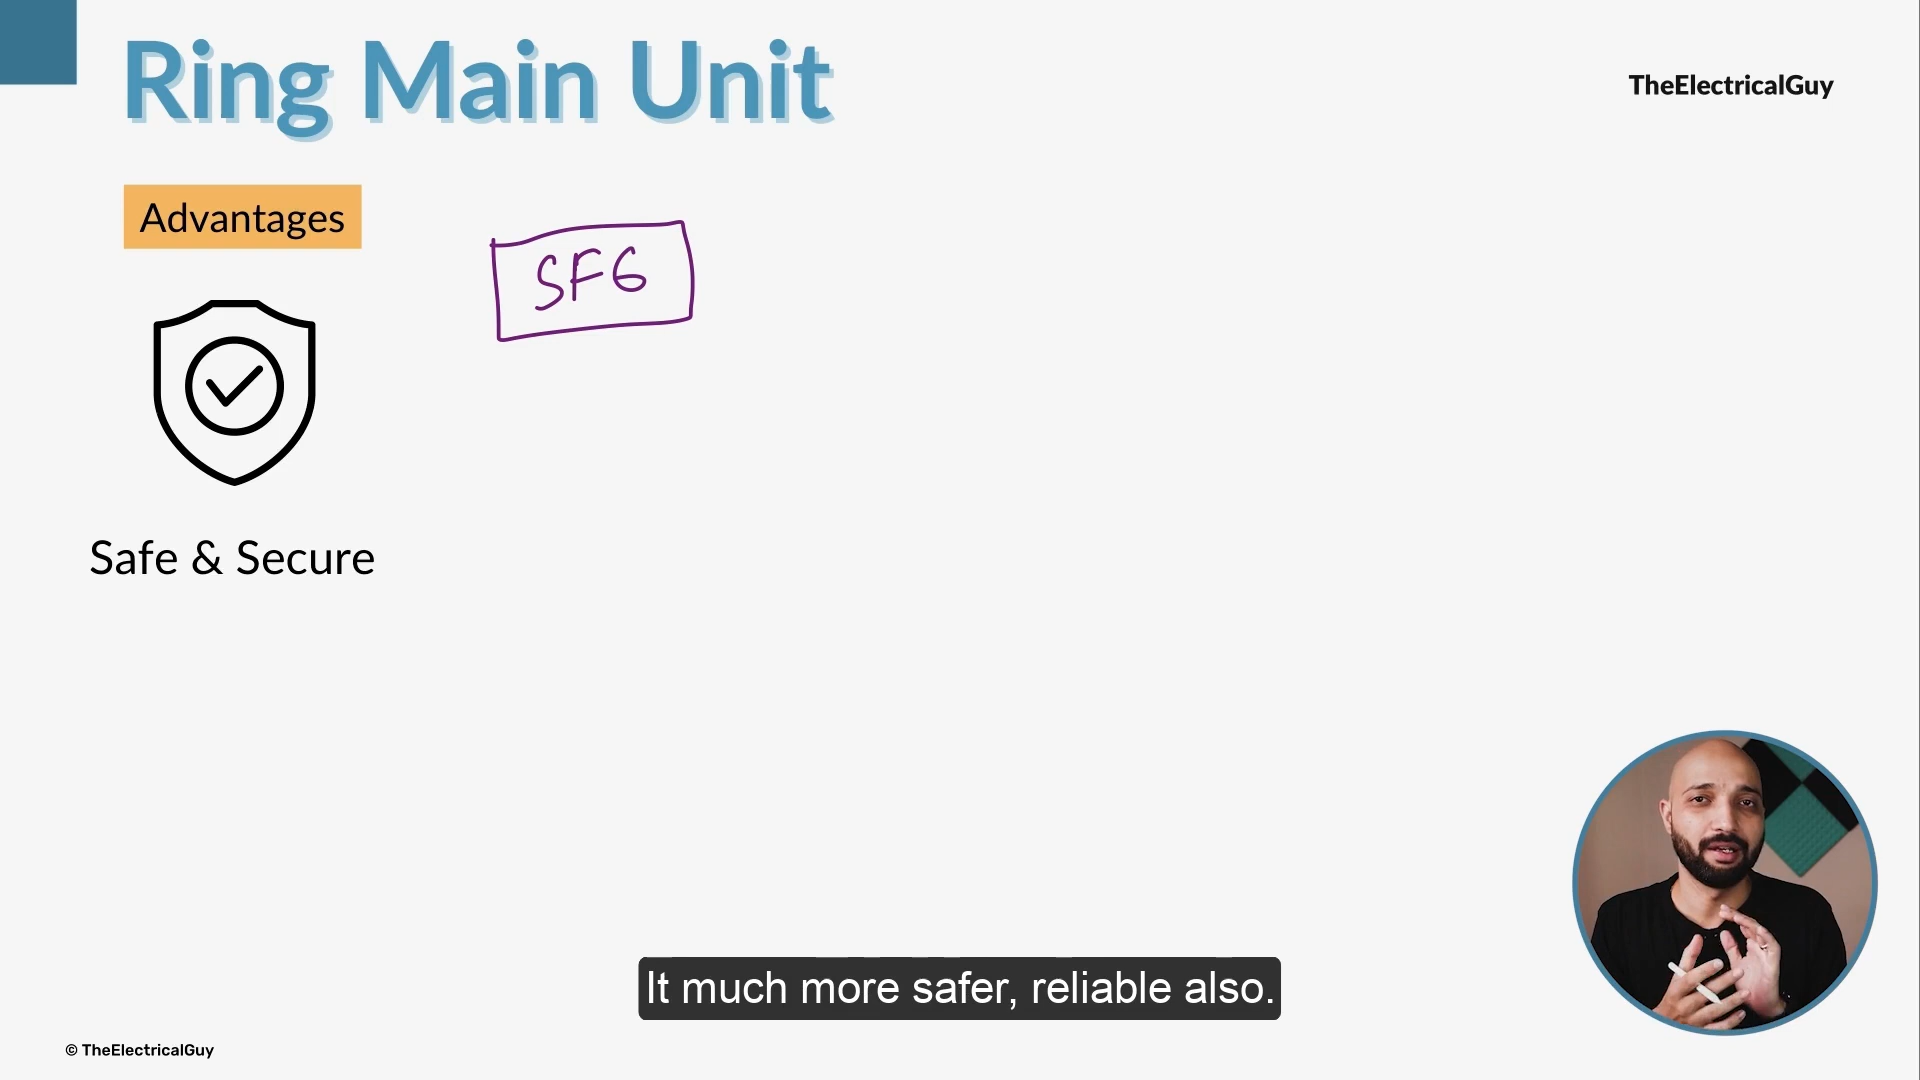 Ring Main Unit
TheElectricalGuy
Advantages
SF6
Safe & Secure
It much more safer, reliable also.
© TheElectricalGuy